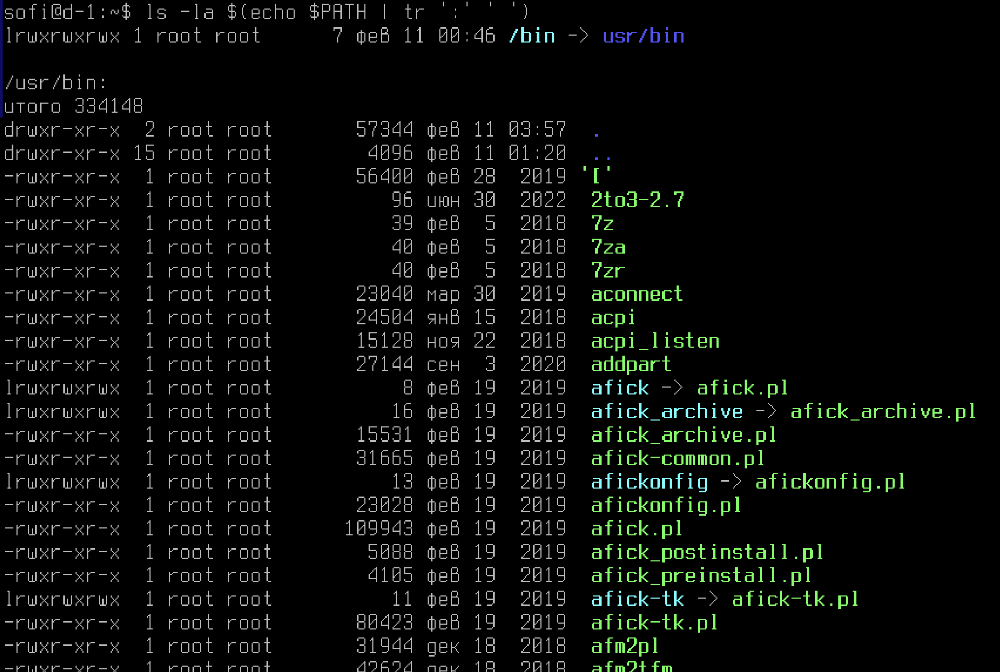 sofi@d-1:~$ ls -la $(echo $PATH | tr ':' ' ')
lrwxrwxrwx 1 root root      7 фев 11 00:46 /bin -> usr/bin
/usr/bin:
итого 334148
drwxr-xr-x  2 root root       57344 фев 11 03:57  .
drwxr-xr-x 15 root root        4096 фев 11 01:20  ..
-rwxr-xr-x  1 root root       56400 фев 28  2019 '['
-rwxr-xr-x  1 root root          96 июн 30  2022  2to3-2.7
-rwxr-xr-x  1 root root          39 фев  5  2018  7z
-rwxr-xr-x  1 root root          40 фев  5  2018  7za
-rwxr-xr-x  1 root root          40 фев  5  2018  7zr
-rwxr-xr-x  1 root root       23040 мар 30  2019  aconnect
-rwxr-xr-x  1 root root       24504 янв 15  2018  acpi
-rwxr-xr-x  1 root root       15128 ноя 22  2018  acpi_listen
-rwxr-xr-x  1 root root       27144 сен  3  2020  addpart
lrwxrwxrwx  1 root root           8 фев 19  2019  afick -> afick.pl
lrwxrwxrwx  1 root root          16 фев 19  2019  afick_archive -> afick_archive.pl
-rwxr-xr-x  1 root root       15531 фев 19  2019  afick_archive.pl
-rwxr-xr-x  1 root root       31665 фев 19  2019  afick-common.pl
lrwxrwxrwx  1 root root          13 фев 19  2019  afickonfig -> afickonfig.pl
-rwxr-xr-x  1 root root       23028 фев 19  2019  afickonfig.pl
-rwxr-xr-x  1 root root      109943 фев 19  2019  afick.pl
-rwxr-xr-x  1 root root        5088 фев 19  2019  afick_postinstall.pl
-rwxr-xr-x  1 root root        4105 фев 19  2019  afick_preinstall.pl
lrwxrwxrwx  1 root root          11 фев 19  2019  afick-tk -> afick-tk.pl
-rwxr-xr-x  1 root root       80423 фев 19  2019  afick-tk.pl
-rwxr-xr-x  1 root root       31944 дек 18  2018  afm2pl
-rwxr-xr-x  1 root root       42624 дек 18  2018  afm2tfm